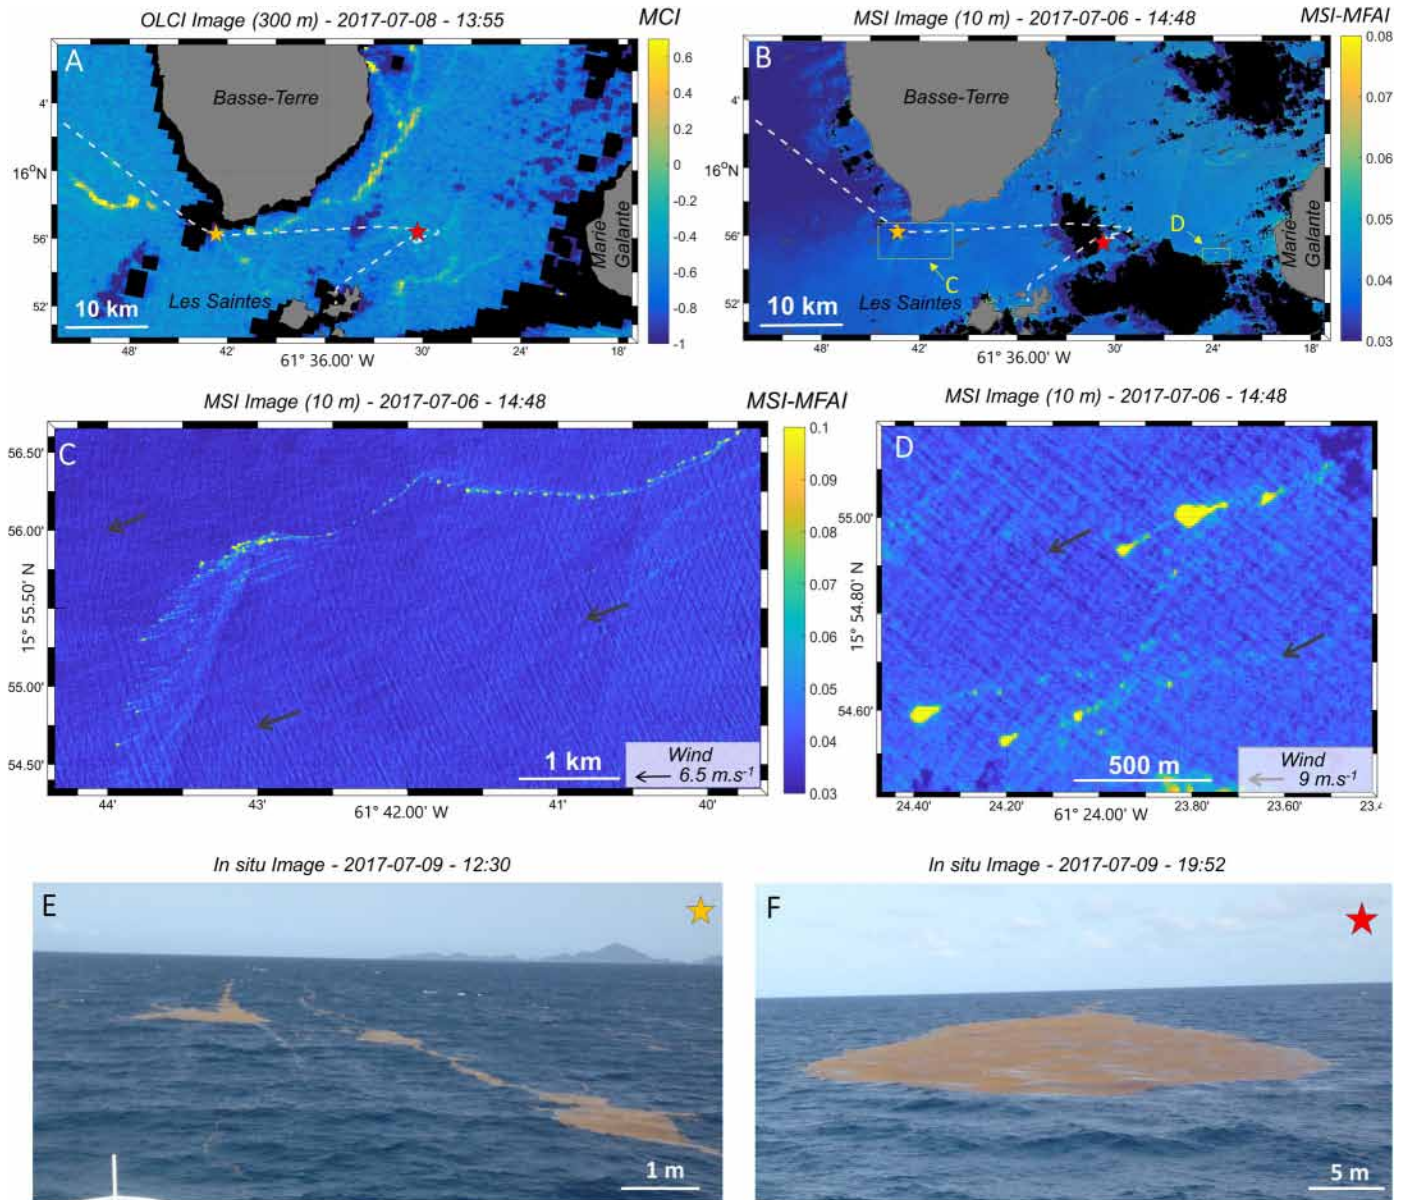 OLCI Image (300 m) - 2017-07-08 - 13:55
MCI
A
Basse-Terre
Marie
Galante
Les Saintes
10 km
4'
16°N
56'
52'
48'
42'
61° 36.00' W
30'
24'
18'
0.6
0.4
0.2
0
-0.2
-0.4
-0.6
-0.8
-1
MSI Image (10 m) - 2017-07-06 - 14:48
MSI-MFAI
B
Basse-Terre
D
C
Marie
Galante
Les Saintes
10 km
4'
16°N
56'
52'
48'
42'
61° 36.00' W
30'
24'
18'
0.08
0.07
0.06
0.05
0.04
0.03
MSI Image (10 m) - 2017-07-06 - 14:48
MSI-MFAI
C
56.50'
56.00'
15° 55.50' N
55.00'
54.50'
1 km
Wind
6.5 m.s-1
44'
43'
61° 42.00' W
41'
40'
0.1
0.09
0.08
0.07
0.06
0.05
0.04
0.03
MSI Image (10 m) - 2017-07-06 - 14:48
D
55.00'
15° 54.80' N
54.60'
500 m
Wind
9 m.s-1
24.40'
24.20'
61° 24.00' W
23.80'
23.60'
In situ Image - 2017-07-09 - 12:30
E
1 m
In situ Image - 2017-07-09 - 19:52
F
5 m